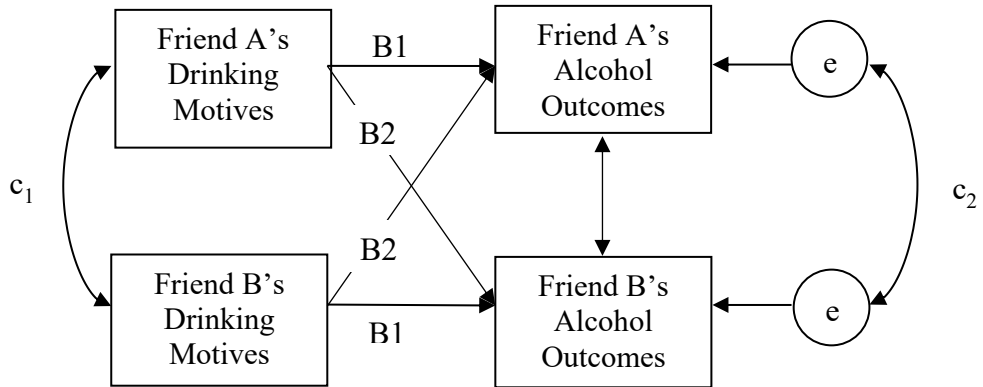 Friend A’s
Drinking
Motives
B1
Friend A’s
Alcohol
Outcomes
e
B2
c1
c2
B2
Friend B’s
Drinking
Motives
B1
Friend B’s
Alcohol
Outcomes
e